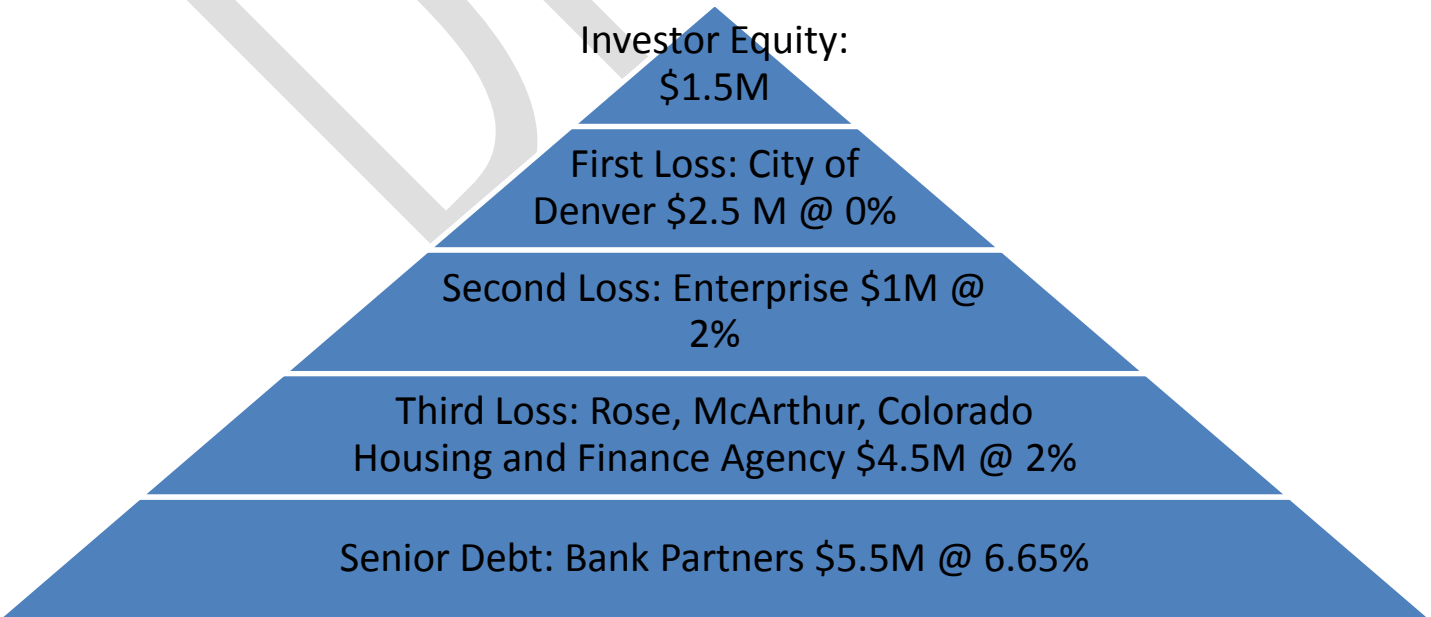 Investor Equity:
$1.5M
First Loss: City of
Denver $2.5 M @ 0%
Second Loss: Enterprise $1M @
2%
Third Loss: Rose, McArthur, Colorado
Housing and Finance Agency $4.5M @ 2%
Senior Debt: Bank Partners $5.5M @ 6.65%